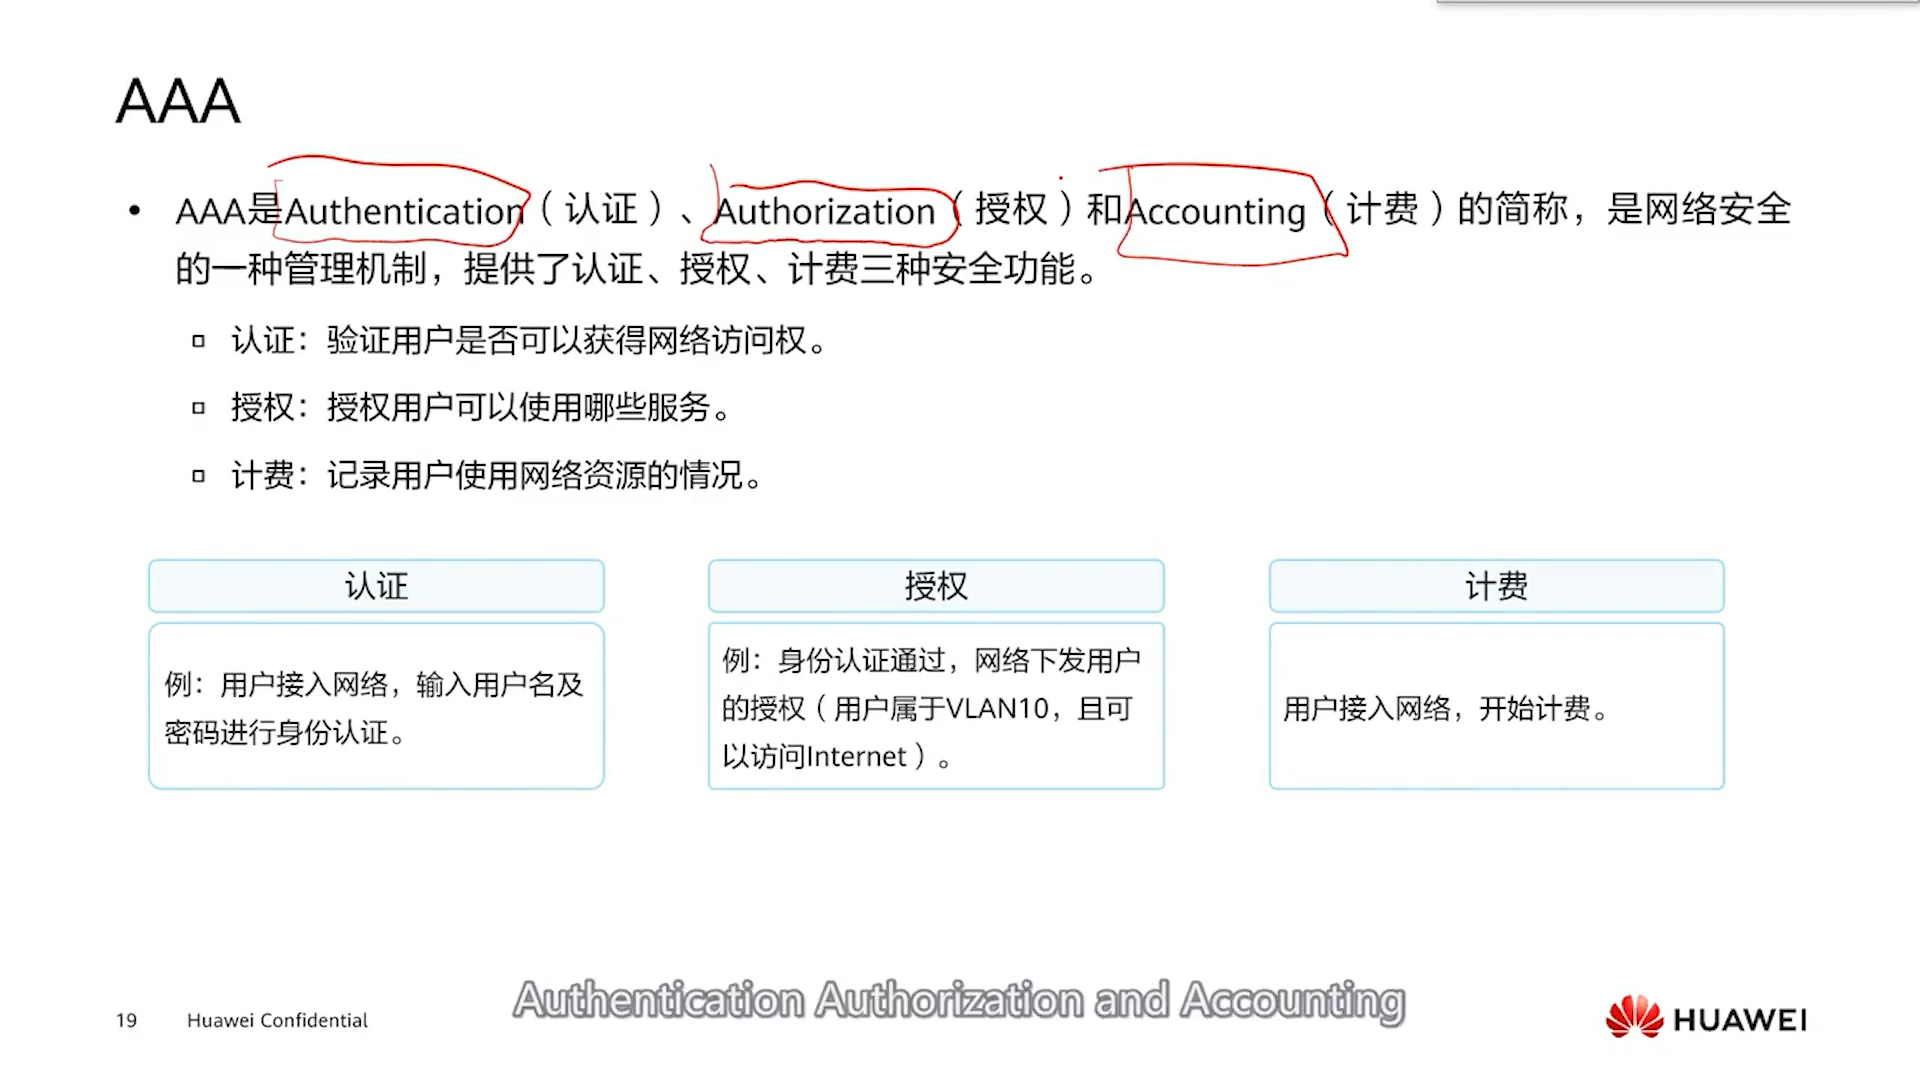 AAA
• AAA是Authentication（认证）、Authorization（授权）和Accounting（计费）的简称，是网络安全
的一种管理机制，提供了认证、授权、计费三种安全功能。
▫ 认证：验证用户是否可以获得网络访问权。
▫ 授权：授权用户可以使用哪些服务。
▫ 计费：记录用户使用网络资源的情况。
认证
例：用户接入网络，输入用户名及
密码进行身份认证。
授权
例：身份认证通过，网络下发用户
的授权（用户属于VLAN10，且可
以访问Internet）。
计费
用户接入网络，开始计费。
Authentication Authorization and Accounting
19 Huawei Confidential
HUAWEI